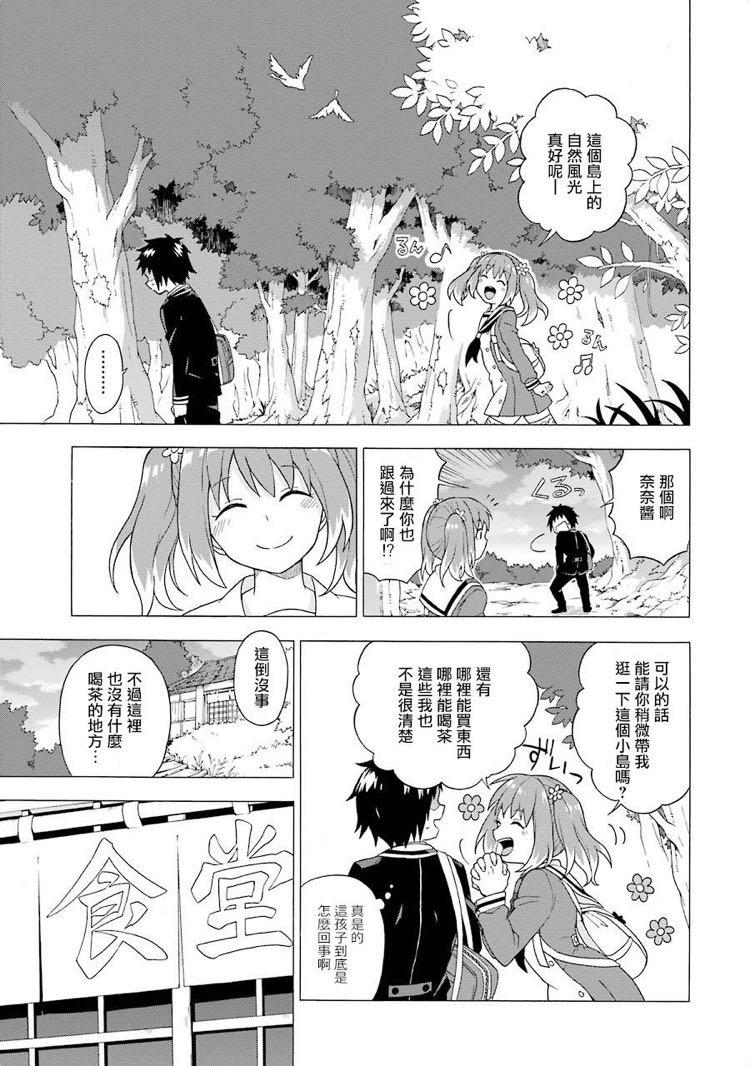 這個島上的
自然風光
真好呢ー
るん♪
るん♪
………
那個啊
奈奈醬
くるっ
為什麼你也
跟過來了啊!?
可以的話
能請你稍微帶我
逛一下這個小島嗎?
ずいっ
還有
哪裡能買東西
哪裡能喝茶
這些我也
不是很清楚
真是的
這孩子到底是
怎麼回事啊
這倒沒事
不過這裡
也沒有什麼
喝茶的地方…
食堂